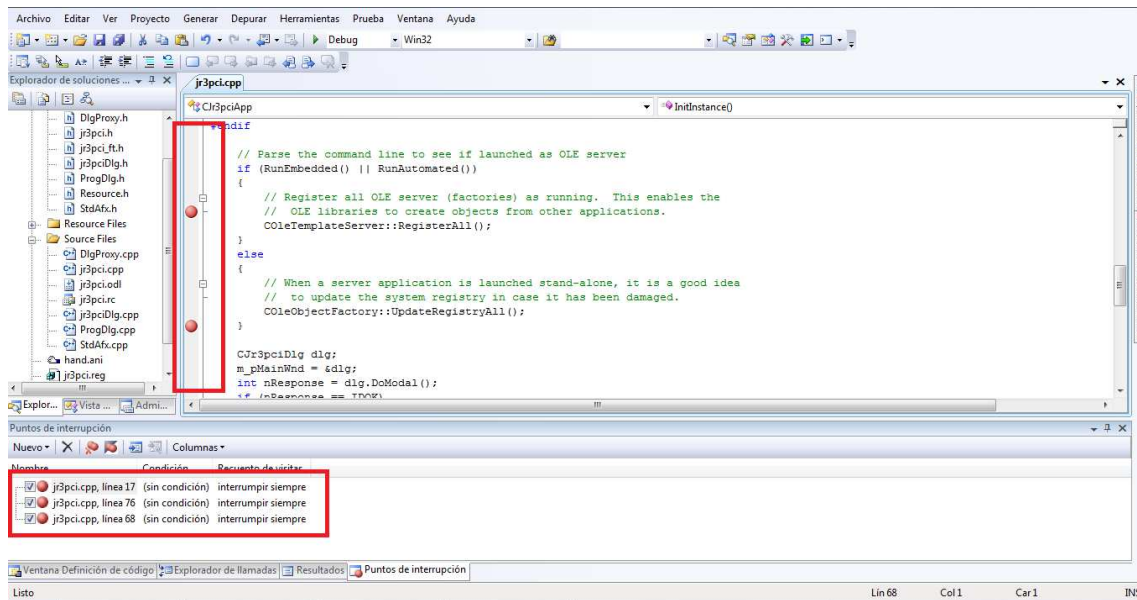 Archivo Editar Ver Proyecto Generar Depurar Herramientas Prueba Ventana Ayuda
Debug Win32
Explorador de soluciones ...
jr3pci.cpp
CJr3pciApp InitInstance()
DlgProxy.h
jr3pci.h
jr3pci_ft.h
jr3pciDlg.h
ProgDlg.h
Resource.h
StdAfx.h
Resource Files
Source Files
DlgProxy.cpp
jr3pci.cpp
jr3pci.odl
jr3pci.rc
jr3pciDlg.cpp
ProgDlg.cpp
StdAfx.cpp
hand.ani
jr3pci.reg
Explor... Vista ... Admi...
#endif
// Parse the command line to see if launched as OLE server
if (RunEmbedded() || RunAutomated())
{
// Register all OLE server (factories) as running. This enables the
// OLE libraries to create objects from other applications.
COleTemplateServer::RegisterAll();
}
else
{
// When a server application is launched stand-alone, it is a good idea
// to update the system registry in case it has been damaged.
COleObjectFactory::UpdateRegistryAll();
}
CJr3pciDlg dlg;
m_pMainWnd = &dlg;
int nResponse = dlg.DoModal();
if (nResponse == IDOK)
Puntos de interrupción
Nuevo Columnas
Nombre Condición Recuento de visitas
jr3pci.cpp, línea 17 (sin condición) interrumpir siempre
jr3pci.cpp, línea 76 (sin condición) interrumpir siempre
jr3pci.cpp, línea 68 (sin condición) interrumpir siempre
Ventana Definición de código Explorador de llamadas Resultados Puntos de interrupción
Listo Lín 68 Col 1 Car 1 INS